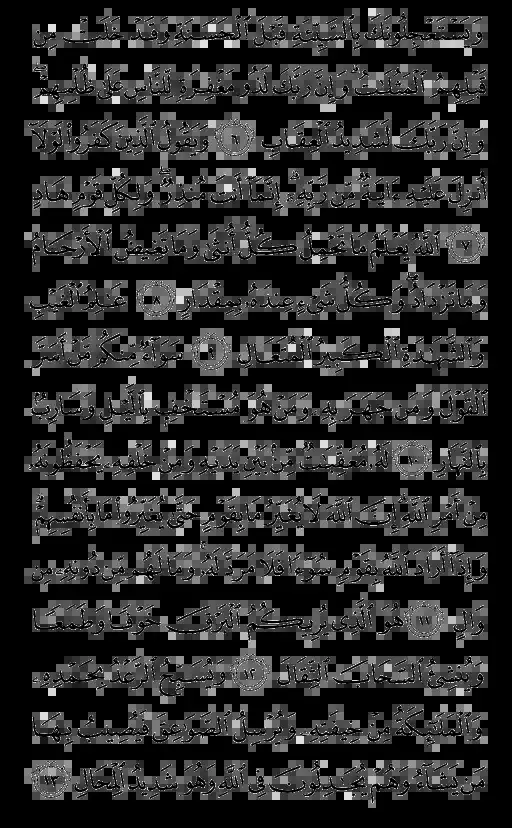 وَيَسْتَعْجِلُونَكَ بِالسَّيِّئَةِ قَبْلَ الْحَسَنَةِ وَقَدْ خَلَتْ مِن
قَبْلِهِمُ الْمَثُلَاتُ ۗ وَإِنَّ رَبَّكَ لَذُو مَغْفِرَةٍ لِّلنَّاسِ عَلَىٰ ظُلْمِهِمْ ۖ
وَإِنَّ رَبَّكَ لَشَدِيدُ الْعِقَابِ ٦ وَيَقُولُ الَّذِينَ كَفَرُوا لَوْلَا
أُنزِلَ عَلَيْهِ آيَةٌ مِّن رَّبِّهِ ۗ إِنَّمَا أَنتَ مُنذِرٌ ۖ وَلِكُلِّ قَوْمٍ هَادٍ
٧ اللَّهُ يَعْلَمُ مَا تَحْمِلُ كُلُّ أُنثَىٰ وَمَا تَغِيضُ الْأَرْحَامُ
وَمَا تَزْدَادُ ۖ وَكُلُّ شَيْءٍ عِندَهُ بِمِقْدَارٍ ٨ عَالِمُ الْغَيْبِ
وَالشَّهَادَةِ الْكَبِيرُ الْمُتَعَالِ ٩ سَوَاءٌ مِّنكُم مَّنْ أَسَرَّ
الْقَوْلَ وَمَن جَهَرَ بِهِ وَمَنْ هُوَ مُسْتَخْفٍ بِاللَّيْلِ وَسَارِبٌ
بِالنَّهَارِ ١٠ لَهُ مُعَقِّبَاتٌ مِّن بَيْنِ يَدَيْهِ وَمِنْ خَلْفِهِ يَحْفَظُونَهُ
مِنْ أَمْرِ اللَّهِ ۗ إِنَّ اللَّهَ لَا يُغَيِّرُ مَا بِقَوْمٍ حَتَّىٰ يُغَيِّرُوا مَا بِأَنفُسِهِمْ ۗ
وَإِذَا أَرَادَ اللَّهُ بِقَوْمٍ سُوءًا فَلَا مَرَدَّ لَهُ ۚ وَمَا لَهُم مِّن دُونِهِ مِن
وَالٍ ١١ هُوَ الَّذِي يُرِيكُمُ الْبَرْقَ خَوْفًا وَطَمَعًا
وَيُنشِئُ السَّحَابَ الثِّقَالَ ١٢ وَيُسَبِّحُ الرَّعْدُ بِحَمْدِهِ
وَالْمَلَائِكَةُ مِنْ خِيفَتِهِ وَيُرْسِلُ الصَّوَاعِقَ فَيُصِيبُ بِهَا
مَن يَشَاءُ وَهُمْ يُجَادِلُونَ فِي اللَّهِ وَهُوَ شَدِيدُ الْمِحَالِ ١٣